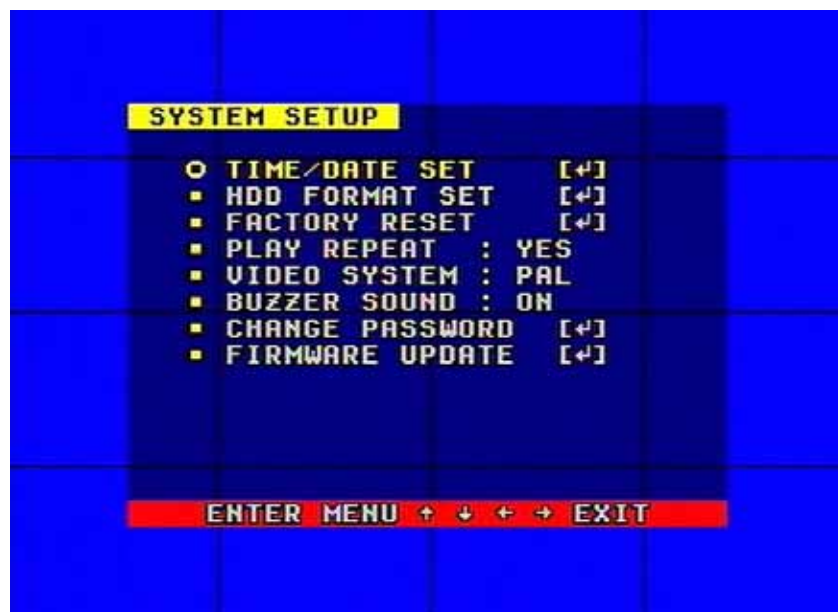 SYSTEM SETUP
TIME/DATE SET [↵]
HDD FORMAT SET [↵]
FACTORY RESET [↵]
PLAY REPEAT : YES
VIDEO SYSTEM : PAL
BUZZER SOUND : ON
CHANGE PASSWORD [↵]
FIRMWARE UPDATE [↵]
ENTER MENU ↑ ↓ ← → EXIT